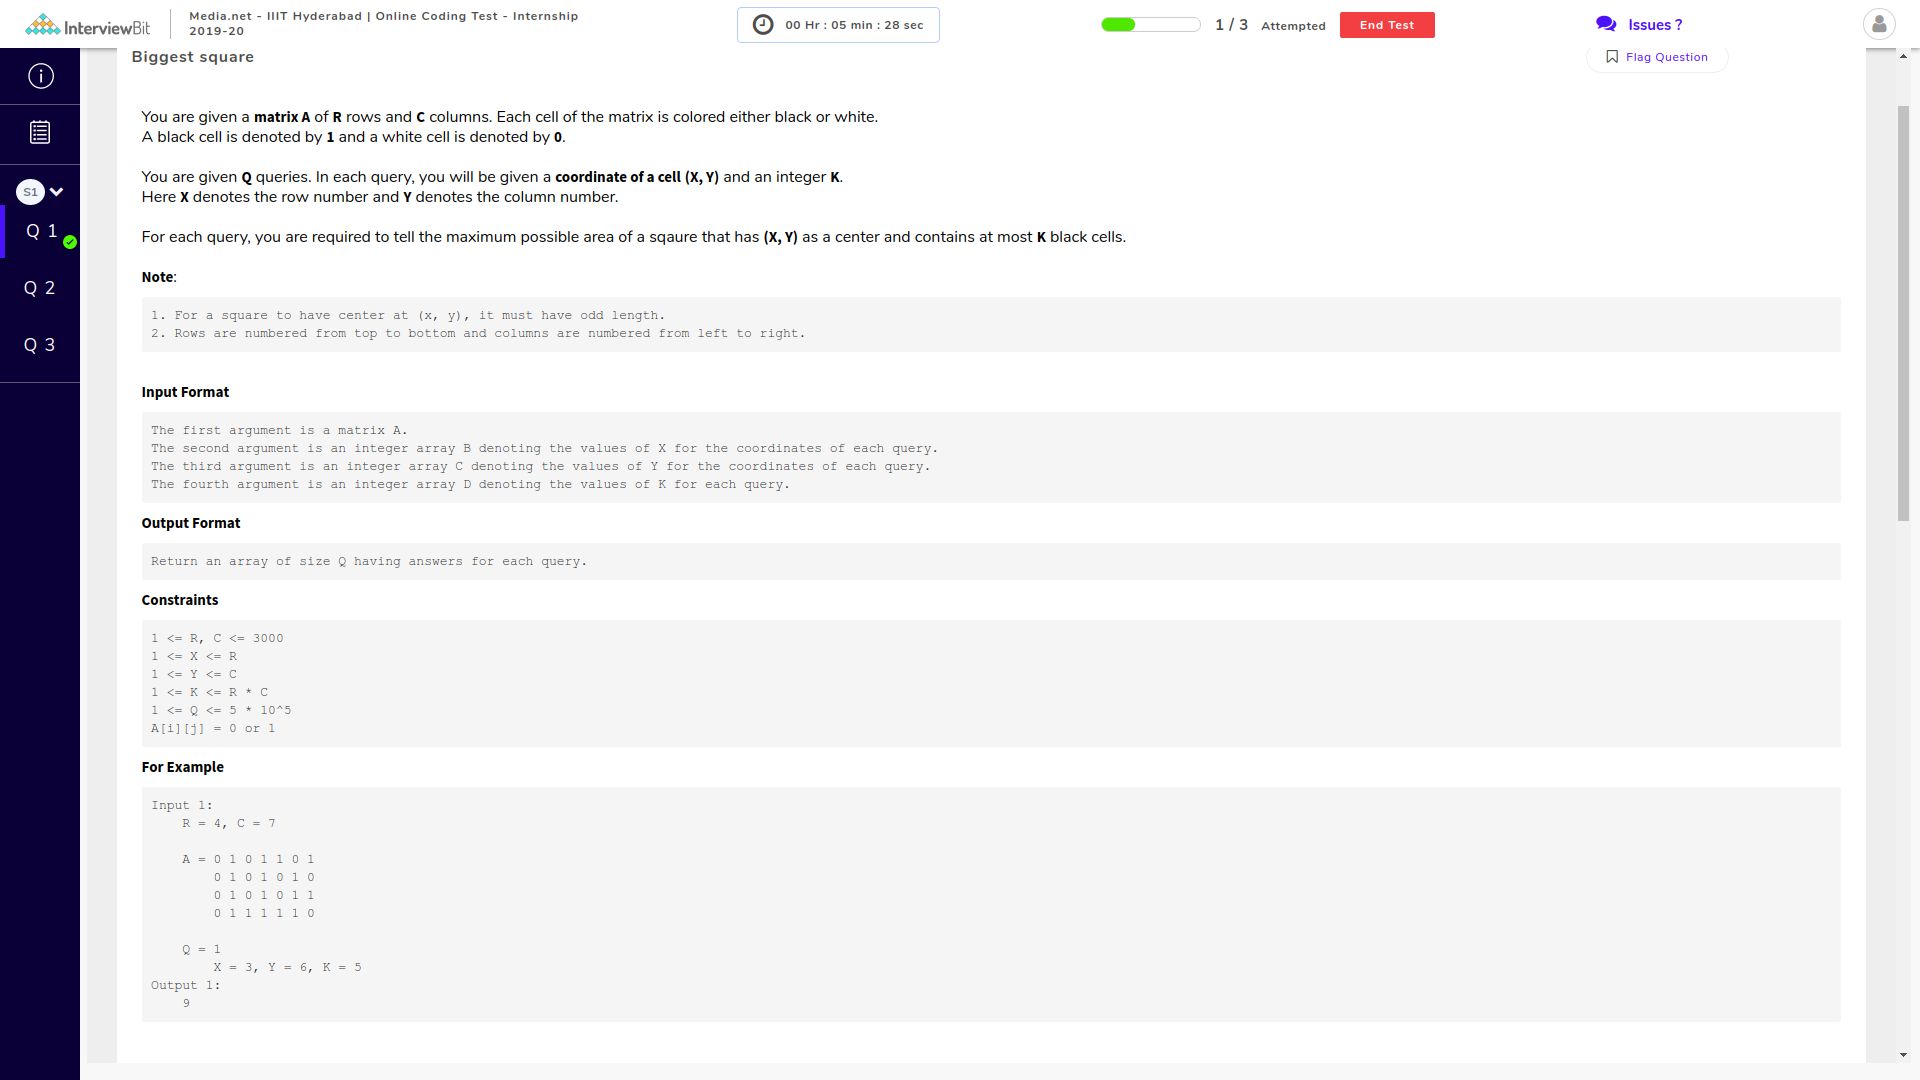 InterviewBit
Media.net - IIIT Hyderabad | Online Coding Test - Internship
2019-20
00 Hr : 05 min : 28 sec
1 / 3 Attempted
End Test
Issues ?
Biggest square
Flag Question
S1
Q 1
Q 2
Q 3
You are given a matrix A of R rows and C columns. Each cell of the matrix is colored either black or white.
A black cell is denoted by 1 and a white cell is denoted by 0.
You are given Q queries. In each query, you will be given a coordinate of a cell (X, Y) and an integer K.
Here X denotes the row number and Y denotes the column number.
For each query, you are required to tell the maximum possible area of a sqaure that has (X, Y) as a center and contains at most K black cells.
Note:
1. For a square to have center at (x, y), it must have odd length.
2. Rows are numbered from top to bottom and columns are numbered from left to right.
Input Format
The first argument is a matrix A.
The second argument is an integer array B denoting the values of X for the coordinates of each query.
The third argument is an integer array C denoting the values of Y for the coordinates of each query.
The fourth argument is an integer array D denoting the values of K for each query.
Output Format
Return an array of size Q having answers for each query.
Constraints
1 <= R, C <= 3000
1 <= X <= R
1 <= Y <= C
1 <= K <= R * C
1 <= Q <= 5 * 10^5
A[i][j] = 0 or 1
For Example
Input 1:
R = 4, C = 7
A = 0 1 0 1 1 0 1
0 1 0 1 0 1 0
0 1 0 1 0 1 1
0 1 1 1 1 1 0
Q = 1
X = 3, Y = 6, K = 5
Output 1:
9